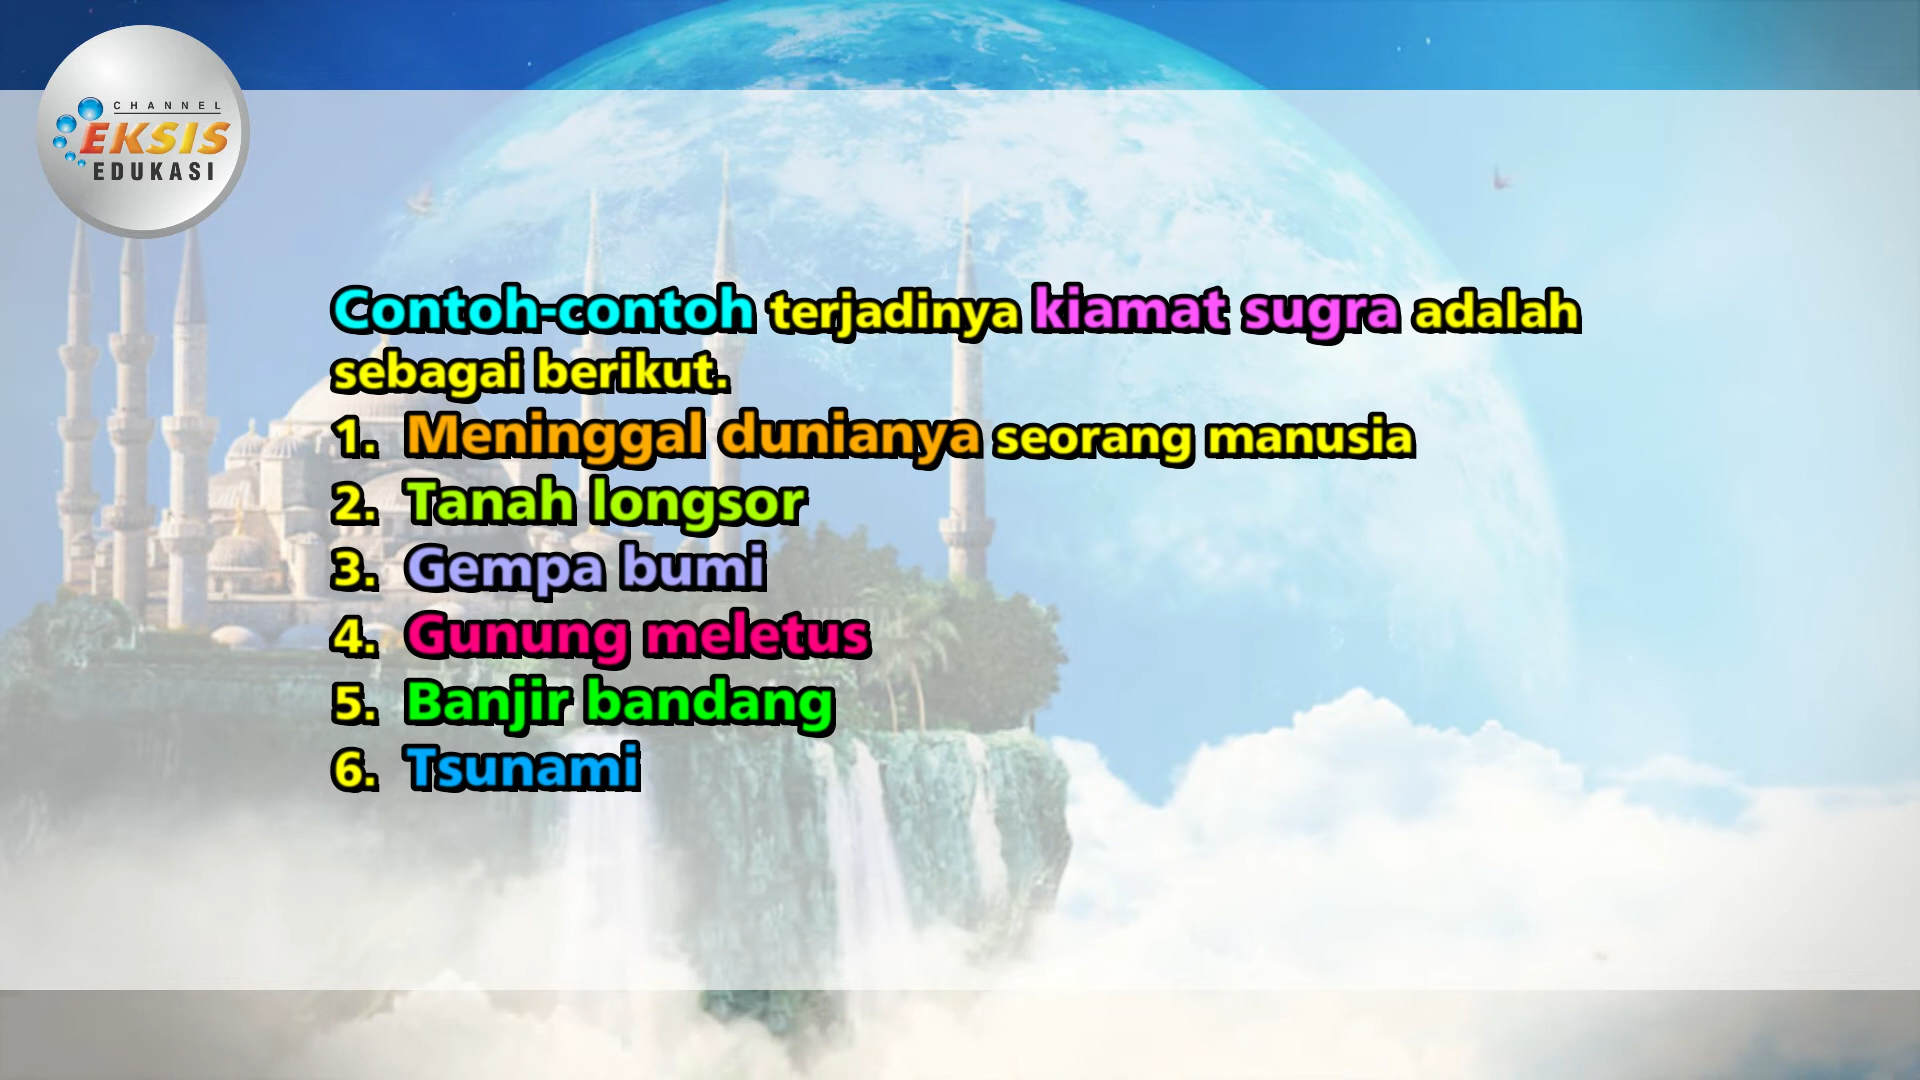 CHANNEL
EKSIS
EDUKASI
Contoh-contoh terjadinya kiamat sugra adalah
sebagai berikut.
1. Meninggal dunianya seorang manusia
2. Tanah longsor
3. Gempa bumi
4. Gunung meletus
5. Banjir bandang
6. Tsunami